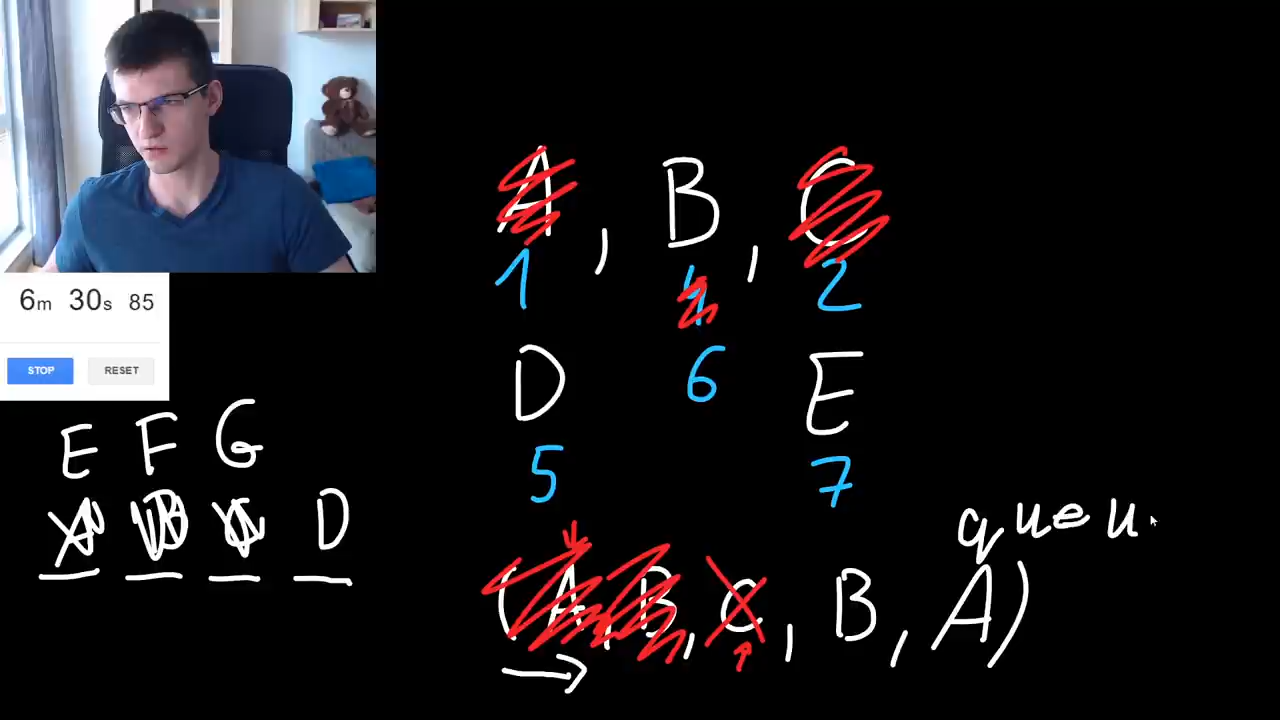 6m 30s 85
STOP RESET
A, B, C
1 2
D 6 E
5 7
E F G
D
queu
(A, B, C, B, A)